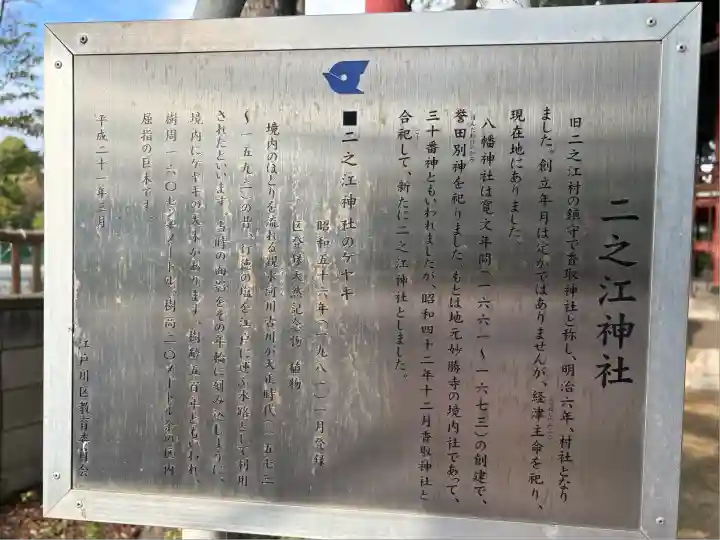 二之江神社
旧二之江村の鎮守で香取神社と称し、明治六年、村社となり
ました。創立年月は定かではありませんが、経津主命を祀り、
現在地にありました。
八幡神社は寛文年間(一六六一〜一六七三)の創建で、
誉田別神を祀りました。もとは地元妙勝寺の境内社であって、
三十番神ともいわれましたが、昭和四十二年十二月香取神社と
合祀して、新たに二之江神社としました。
■二之江神社のケヤキ
昭和五十六年(一九八一)一月登録
区登録天然記念物 植物
境内のほとりを流れる親水河川古川が天正時代(一五七三
〜一五九二)の昔、行徳の塩を江戸に運ぶ水路として利用
されたといいます。当時の面影をその年輪に刻み込むように、
境内にケヤキの大木があります。樹齢五百年ともいわれ、
樹周一六〇センチメートル、樹高二〇メートル余の区内
屈指の巨木です。
平成二十一年三月
江戸川区教育委員会